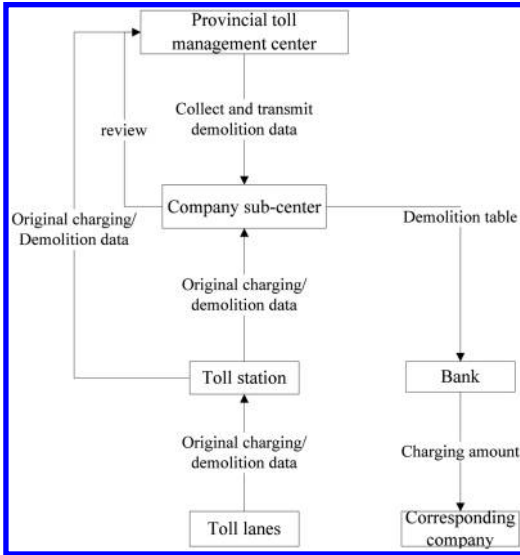 Provincial toll
management center
Collect and transmit
demolition data
review
Company sub-center
Demolition table
Original charging/
Demolition data
Original charging/
demolition data
Toll station
Bank
Original charging/
demolition data
Charging amount
Toll lanes
Corresponding
company